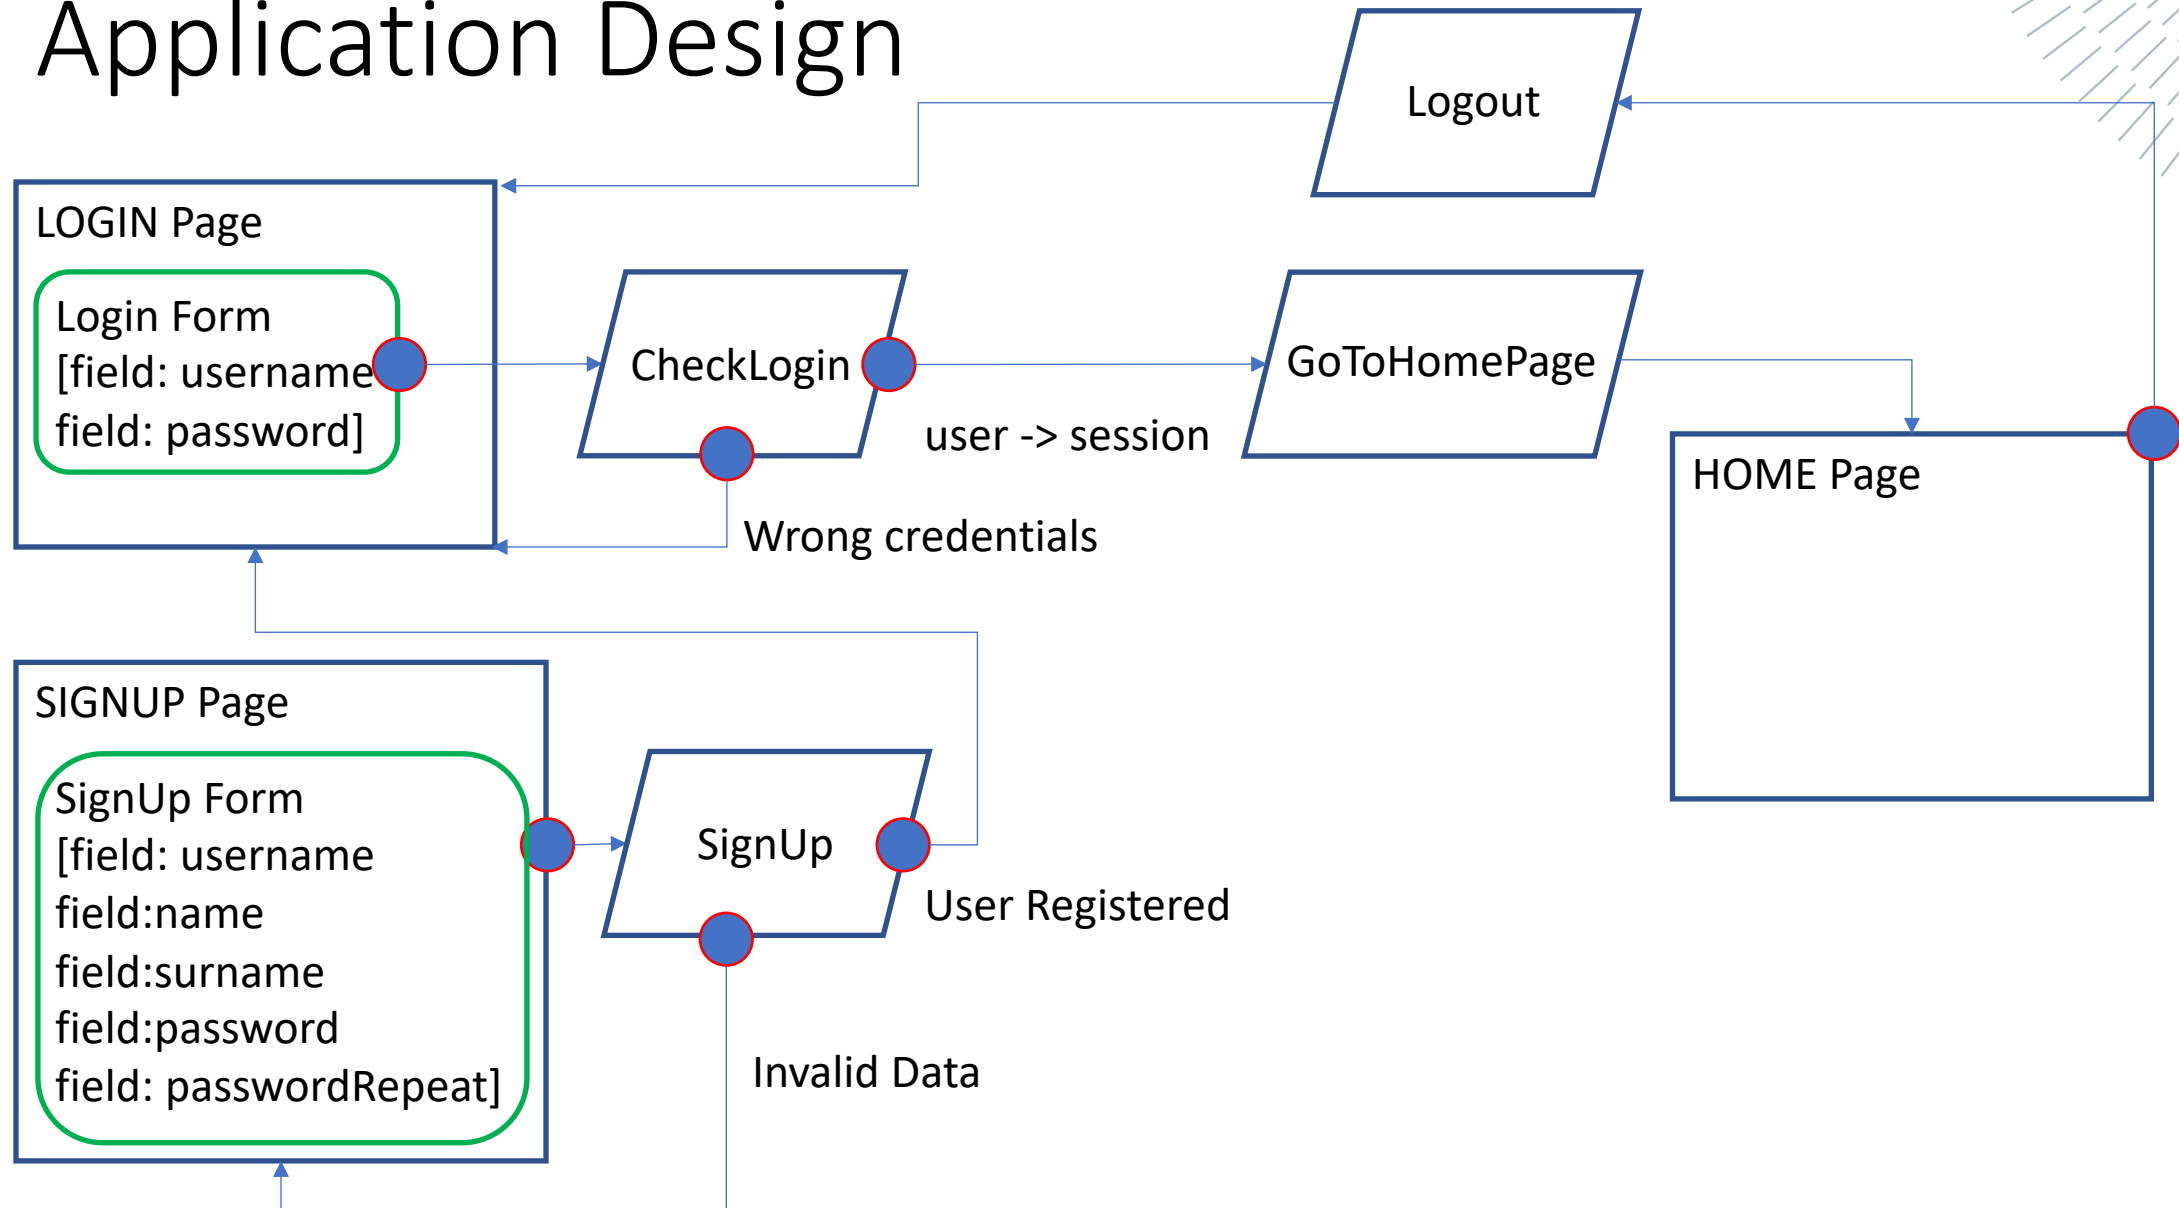 Application Design
Logout
LOGIN Page
Login Form
[field: username
field: password]
CheckLogin
user -> session
Wrong credentials
GoToHomePage
HOME Page
SIGNUP Page
SignUp Form
[field: username
field:name
field:surname
field:password
field: passwordRepeat]
SignUp
User Registered
Invalid Data